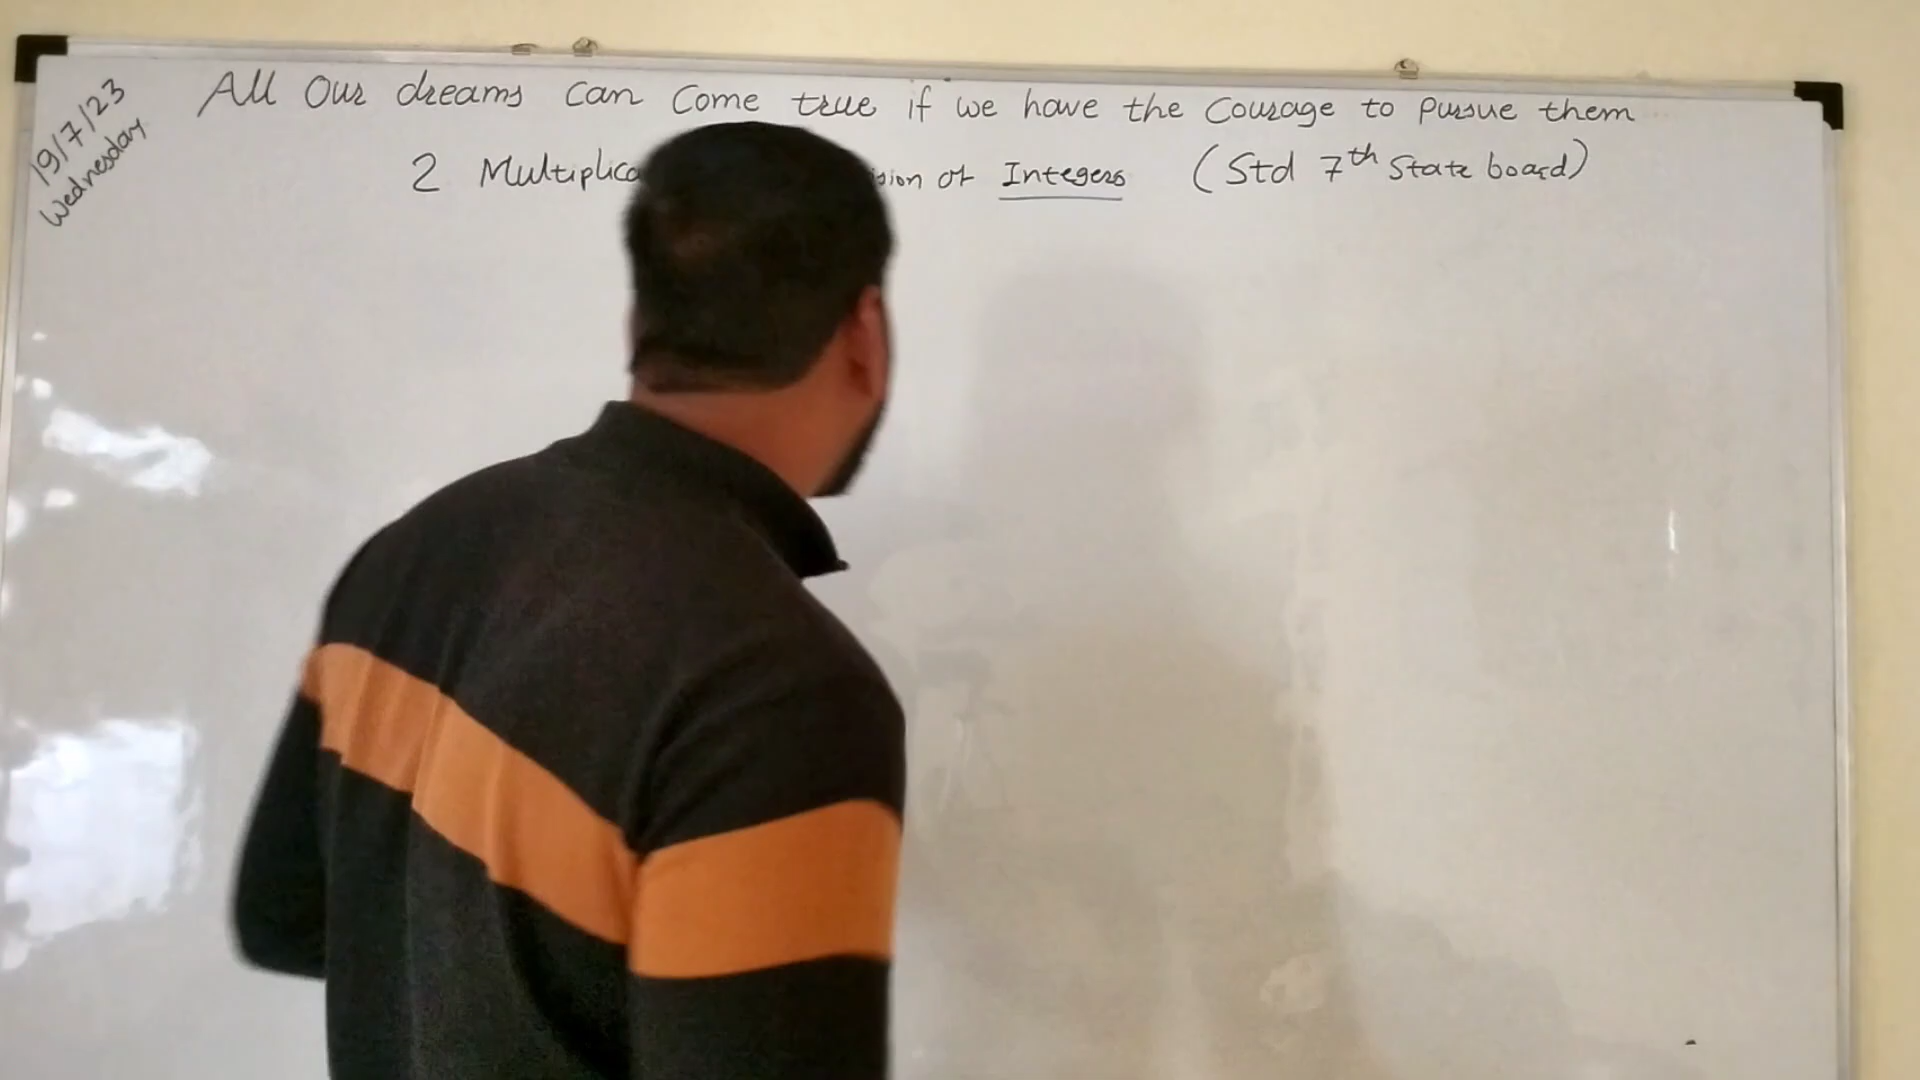 19/7/23
Wednesday
All Our dreams can Come true if we have the Courage to pursue them
2 Multiplica sion of Integers (Std 7th State board)